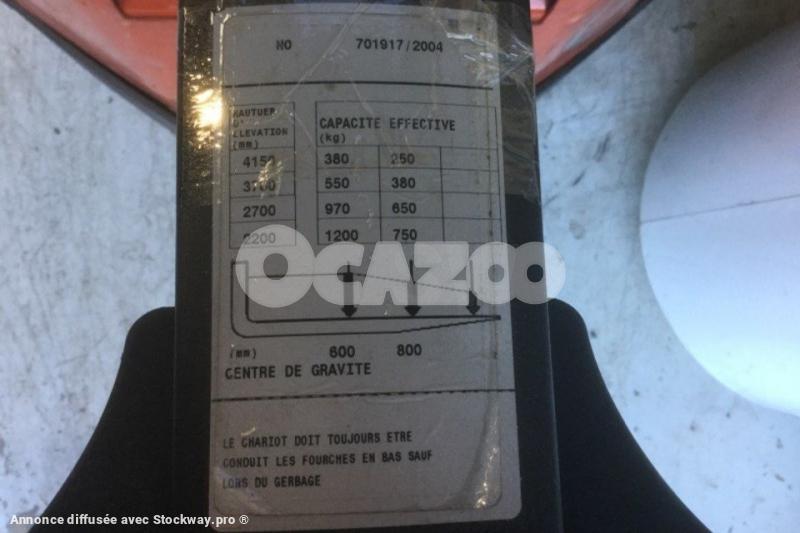 NO 701917/2004
HAUTUER
D'
ELEVATION
(mm)
CAPACITE EFFECTIVE
(kg)
4150 380 250
3700 550 380
2700 970 650
2200 1200 750
OCAZOO
(mm) 600 800
CENTRE DE GRAVITE
LE CHARIOT DOIT TOUJOURS ETRE
CONDUIT LES FOURCHES EN BAS SAUF
LORS DU GERBAGE
Annonce diffusée avec Stockway.pro ®